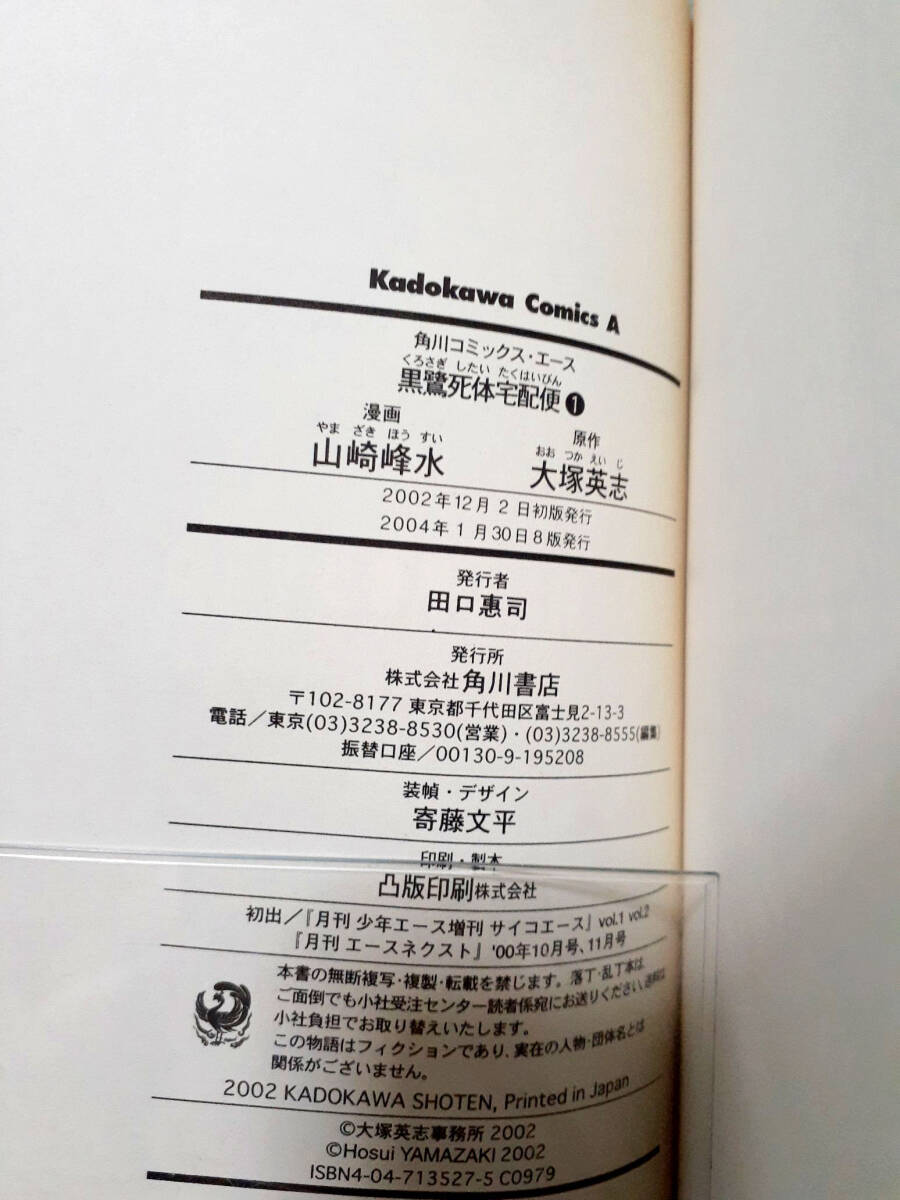 Kadokawa Comics A
角川コミックス・エース
くろさぎ したい たくはいびん
黒鷺死体宅配便❶
漫画
やま ざき ほう すい
山崎峰水
原作
おお つか えい じ
大塚英志
2002年12月2日初版発行
2004年1月30日8版発行
発行者
田口惠司
発行所
株式会社角川書店
〒102-8177 東京都千代田区富士見2-13-3
電話／東京(03)3238-8530(営業)・(03)3238-8555(編集)
振替口座／00130-9-195208
装幀・デザイン
寄藤文平
印刷・製本
凸版印刷株式会社
初出／『月刊 少年エース増刊 サイコエース』vol.1 vol.2
『月刊 エースネクスト』'00年10月号、11月号
本書の無断複写・複製・転載を禁じます。落丁・乱丁本は、
ご面倒でも小社受注センター読者係宛にお送りください。送料は
小社負担でお取り替えいたします。
この物語はフィクションであり、実在の人物・団体名とは
関係がございません。
2002 KADOKAWA SHOTEN, Printed in Japan
©大塚英志事務所 2002
©Hosui YAMAZAKI 2002
ISBN4-04-713527-5 C0979